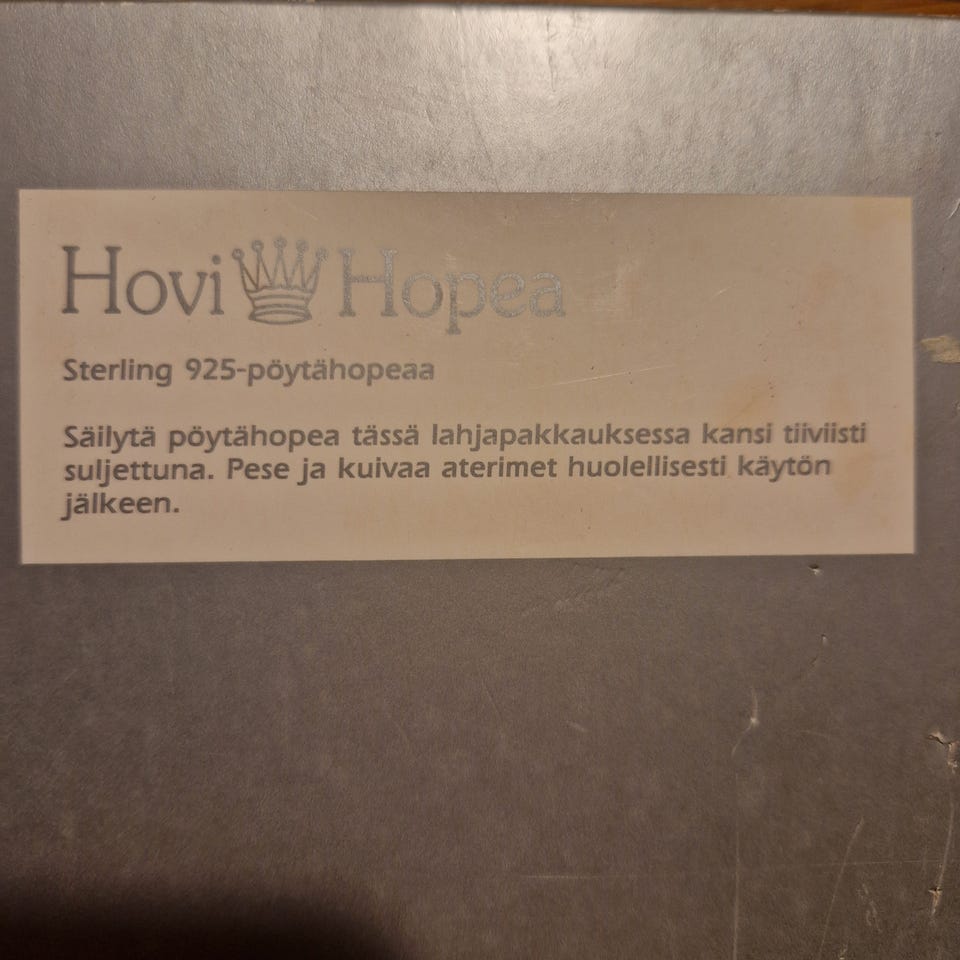 Hovi Hopea
Sterling 925-pöytähopeaa
Säilytä pöytähopea tässä lahjapakkauksessa kansi tiiviisti
suljettuna. Pese ja kuivaa aterimet huolellisesti käytön
jälkeen.